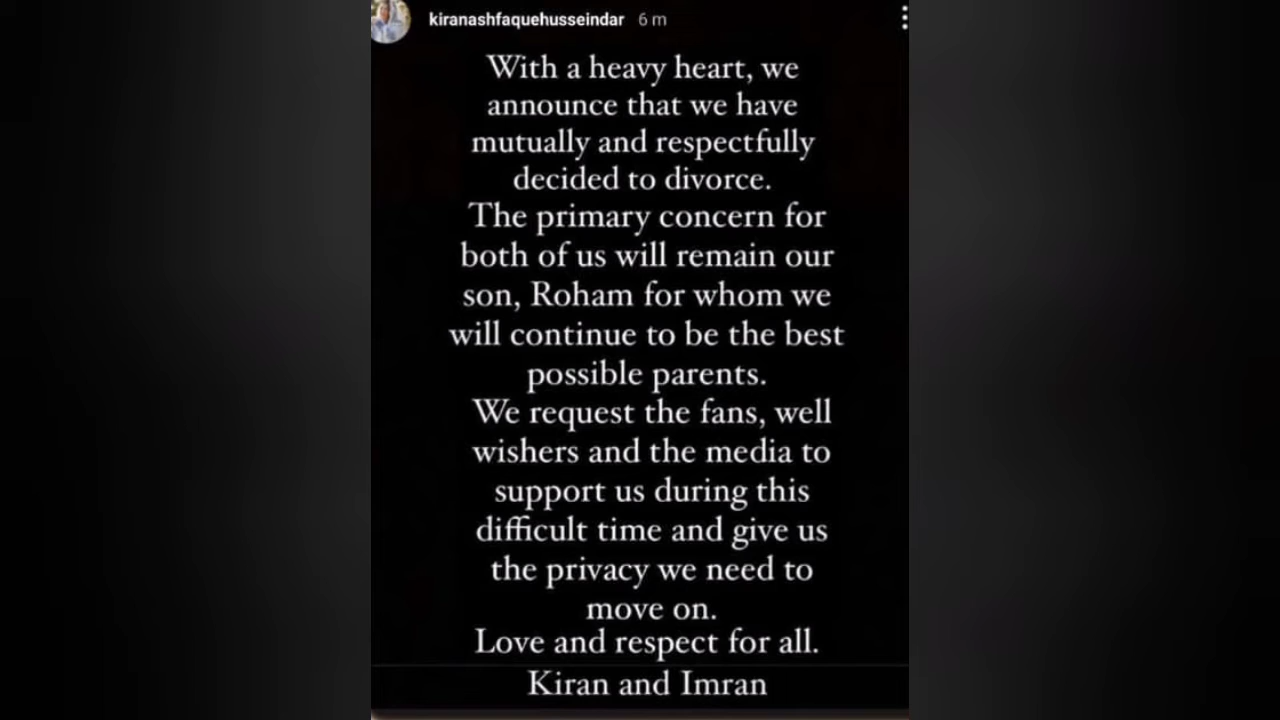 kiranashfaquehusseindar 6 m
With a heavy heart, we
announce that we have
mutually and respectfully
decided to divorce.
The primary concern for
both of us will remain our
son, Roham for whom we
will continue to be the best
possible parents.
We request the fans, well
wishers and the media to
support us during this
difficult time and give us
the privacy we need to
move on.
Love and respect for all.
Kiran and Imran